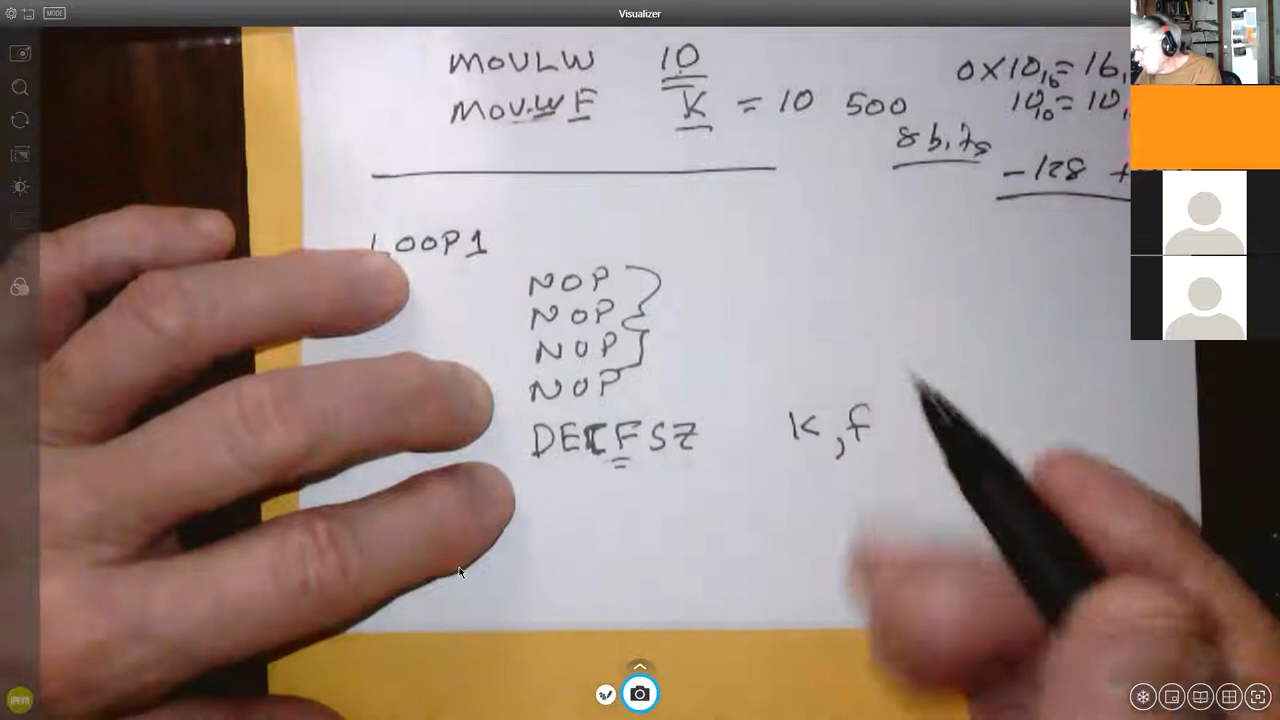 MODE
Visualizer
MOVLW 10
0x10₁₆ = 16
MOVWF K = 10 500
10₁₀ = 10
8 bits
-128 +
LOOP1
NOP
NOP
NOP
NOP
DECFSZ K,f